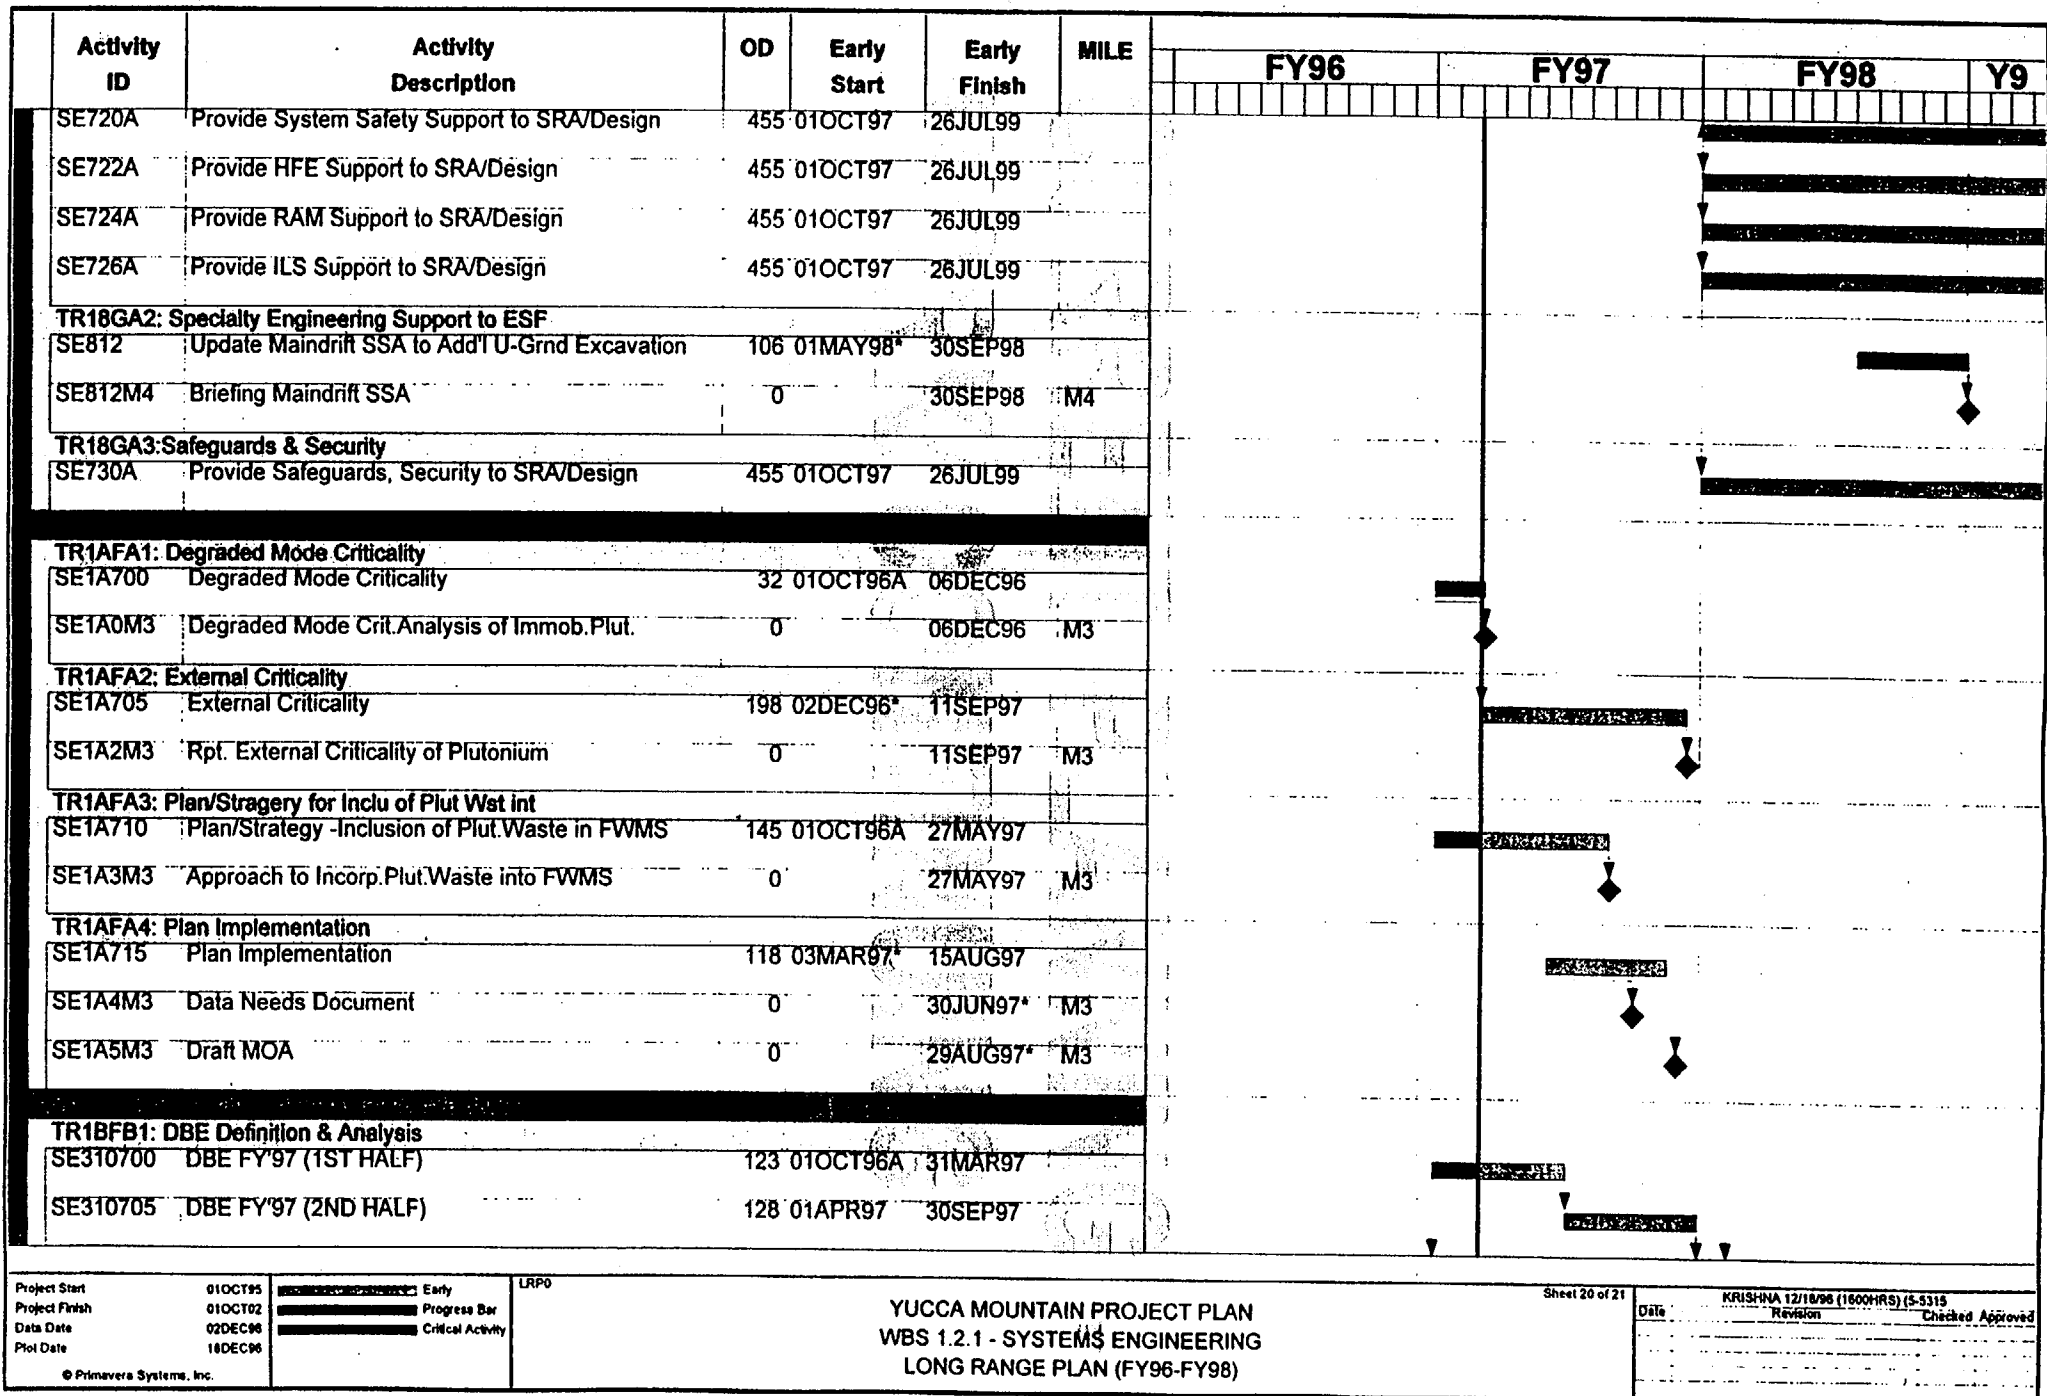 Activity ID Activity Description OD Early Start Early Finish MILE FY96 FY97 FY98 Y9
SE720A Provide System Safety Support to SRA/Design 455 01OCT97 26JUL99
SE722A Provide HFE Support to SRA/Design 455 01OCT97 26JUL99
SE724A Provide RAM Support to SRA/Design 455 01OCT97 26JUL99
SE726A Provide ILS Support to SRA/Design 455 01OCT97 26JUL99
TR18GA2: Specialty Engineering Support to ESF
SE812 Update Maindrift SSA to Add'l U-Grnd Excavation 106 01MAY98* 30SEP98
SE812M4 Briefing Maindrift SSA 0 30SEP98 M4
TR18GA3:Safeguards & Security
SE730A Provide Safeguards, Security to SRA/Design 455 01OCT97 26JUL99
TR1AFA1: Degraded Mode Criticality
SE1A700 Degraded Mode Criticality 32 01OCT96A 06DEC96
SE1A0M3 Degraded Mode Crit.Analysis of Immob.Plut. 0 06DEC96 M3
TR1AFA2: External Criticality
SE1A705 External Criticality 198 02DEC96* 11SEP97
SE1A2M3 Rpt. External Criticality of Plutonium 0 11SEP97 M3
TR1AFA3: Plan/Stragery for Inclu of Plut Wst int
SE1A710 Plan/Strategy -Inclusion of Plut.Waste in FWMS 145 01OCT96A 27MAY97
SE1A3M3 Approach to Incorp.Plut.Waste into FWMS 0 27MAY97 M3
TR1AFA4: Plan Implementation
SE1A715 Plan Implementation 118 03MAR97* 15AUG97
SE1A4M3 Data Needs Document 0 30JUN97* M3
SE1A5M3 Draft MOA 0 29AUG97* M3
TR1BFB1: DBE Definition & Analysis
SE310700 DBE FY'97 (1ST HALF) 123 01OCT96A 31MAR97
SE310705 DBE FY'97 (2ND HALF) 128 01APR97 30SEP97
Project Start 01OCT95
Project Finish 01OCT02
Data Date 02DEC96
Plot Date 18DEC96
© Primavera Systems, Inc.
Early
Progress Bar
Critical Activity
LRP0
YUCCA MOUNTAIN PROJECT PLAN
WBS 1.2.1 - SYSTEMS ENGINEERING
LONG RANGE PLAN (FY96-FY98)
Sheet 20 of 21
KRISHNA 12/18/96 (1600HRS) (5-5315
Date Revision Checked Approved